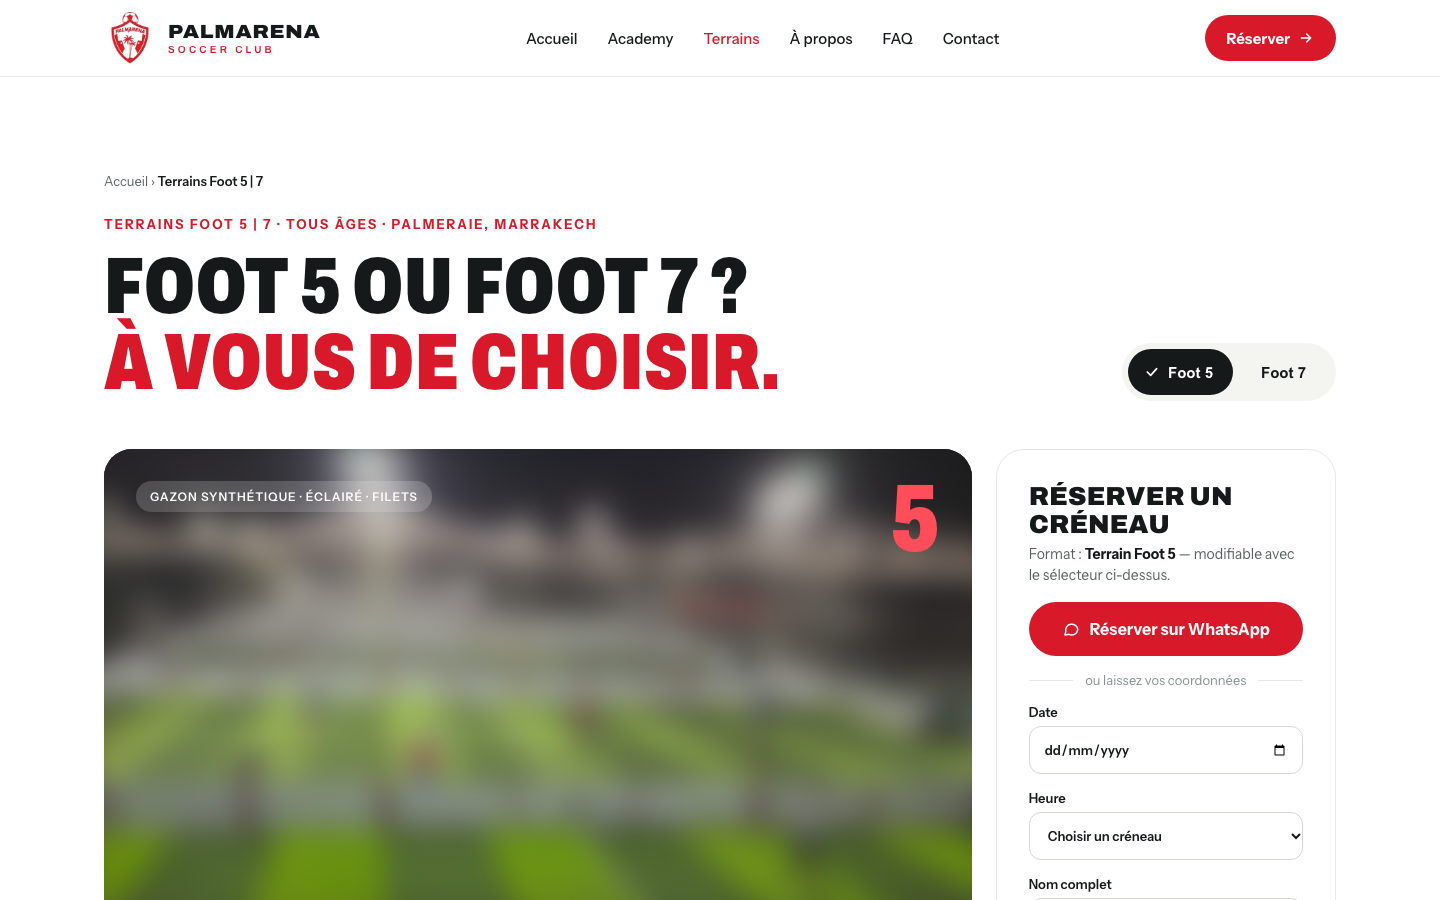 PALMARENA
SOCCER CLUB
Accueil
Academy
Terrains
À propos
FAQ
Contact
Réserver
Accueil › Terrains Foot 5 | 7
TERRAINS FOOT 5 | 7 · TOUS ÂGES · PALMERAIE, MARRAKECH
FOOT 5 OU FOOT 7 ?
À VOUS DE CHOISIR.
Foot 5
Foot 7
GAZON SYNTHÉTIQUE · ÉCLAIRÉ · FILETS
5
RÉSERVER UN
CRÉNEAU
Format : Terrain Foot 5 — modifiable avec
le sélecteur ci-dessus.
Réserver sur WhatsApp
ou laissez vos coordonnées
Date
dd/mm/yyyy
Heure
Choisir un créneau
Nom complet